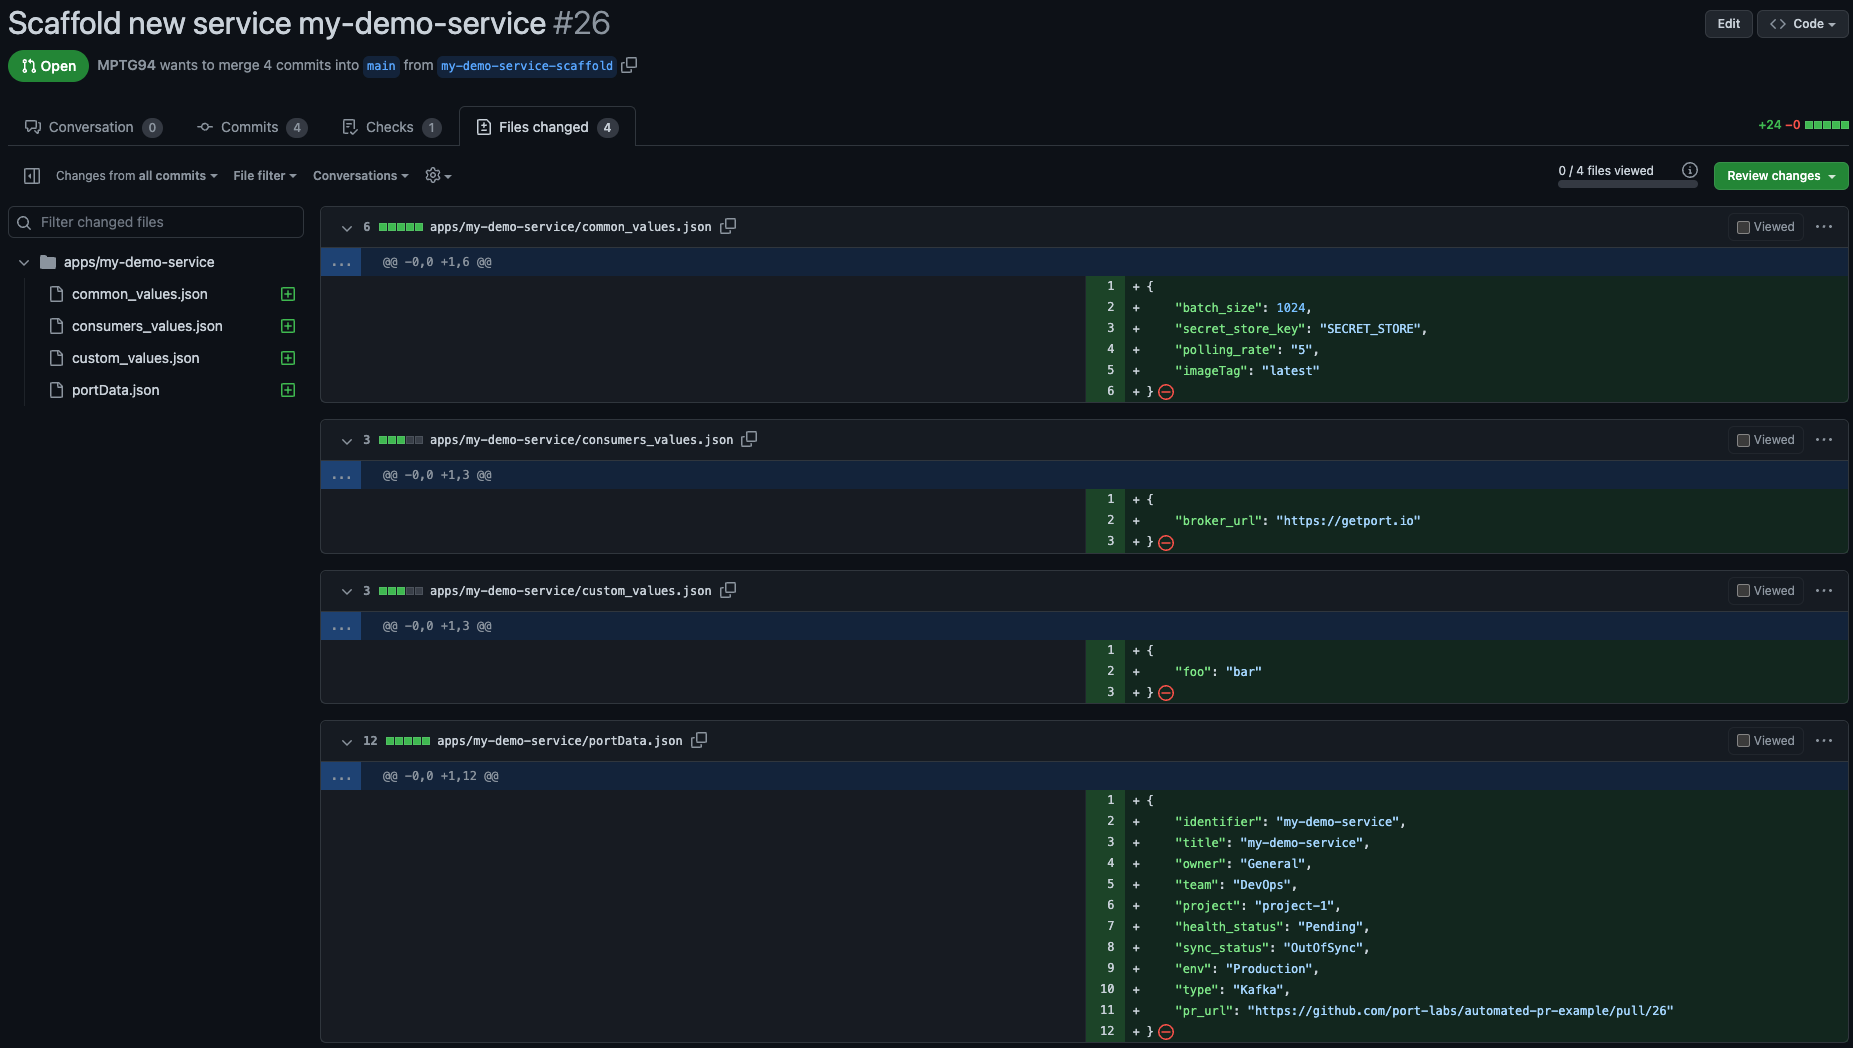 Scaffold new service my-demo-service #26
Edit
<> Code
Open
MPTG94 wants to merge 4 commits into main from my-demo-service-scaffold
Conversation 0
Commits 4
Checks 1
Files changed 4
+24 −0
Changes from all commits
File filter
Conversations
0 / 4 files viewed
Review changes
Filter changed files
apps/my-demo-service
common_values.json
consumers_values.json
custom_values.json
portData.json
6 apps/my-demo-service/common_values.json
Viewed
...
@@ -0,0 +1,6 @@
1 + {
2 + "batch_size": 1024,
3 + "secret_store_key": "SECRET_STORE",
4 + "polling_rate": "5",
5 + "imageTag": "latest"
6 + }
3 apps/my-demo-service/consumers_values.json
Viewed
...
@@ -0,0 +1,3 @@
1 + {
2 + "broker_url": "https://getport.io"
3 + }
3 apps/my-demo-service/custom_values.json
Viewed
...
@@ -0,0 +1,3 @@
1 + {
2 + "foo": "bar"
3 + }
12 apps/my-demo-service/portData.json
Viewed
...
@@ -0,0 +1,12 @@
1 + {
2 + "identifier": "my-demo-service",
3 + "title": "my-demo-service",
4 + "owner": "General",
5 + "team": "DevOps",
6 + "project": "project-1",
7 + "health_status": "Pending",
8 + "sync_status": "OutOfSync",
9 + "env": "Production",
10 + "type": "Kafka",
11 + "pr_url": "https://github.com/port-labs/automated-pr-example/pull/26"
12 + }